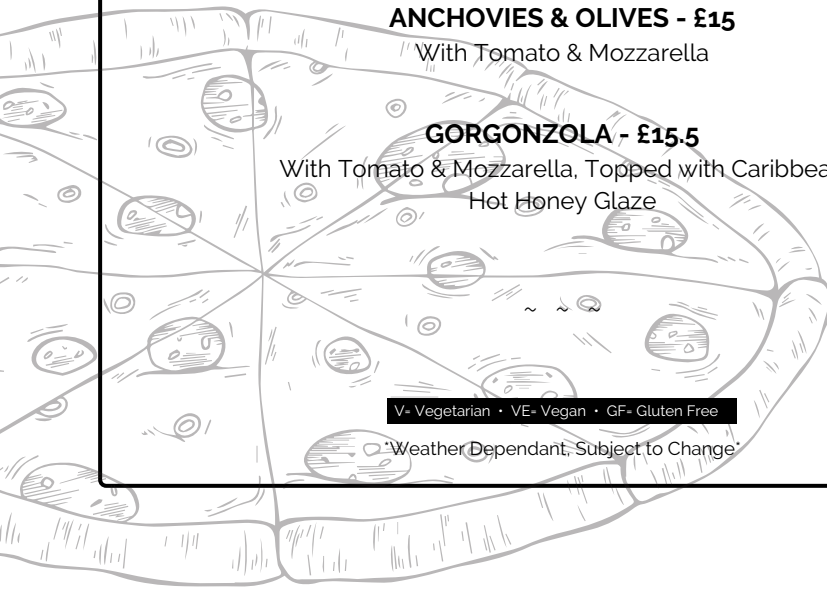 ANCHOVIES & OLIVES - £15
With Tomato & Mozzarella
GORGONZOLA - £15.5
With Tomato & Mozzarella, Topped with Caribbea
Hot Honey Glaze
~ ~ ~
V= Vegetarian • VE= Vegan • GF= Gluten Free
*Weather Dependant, Subject to Change*